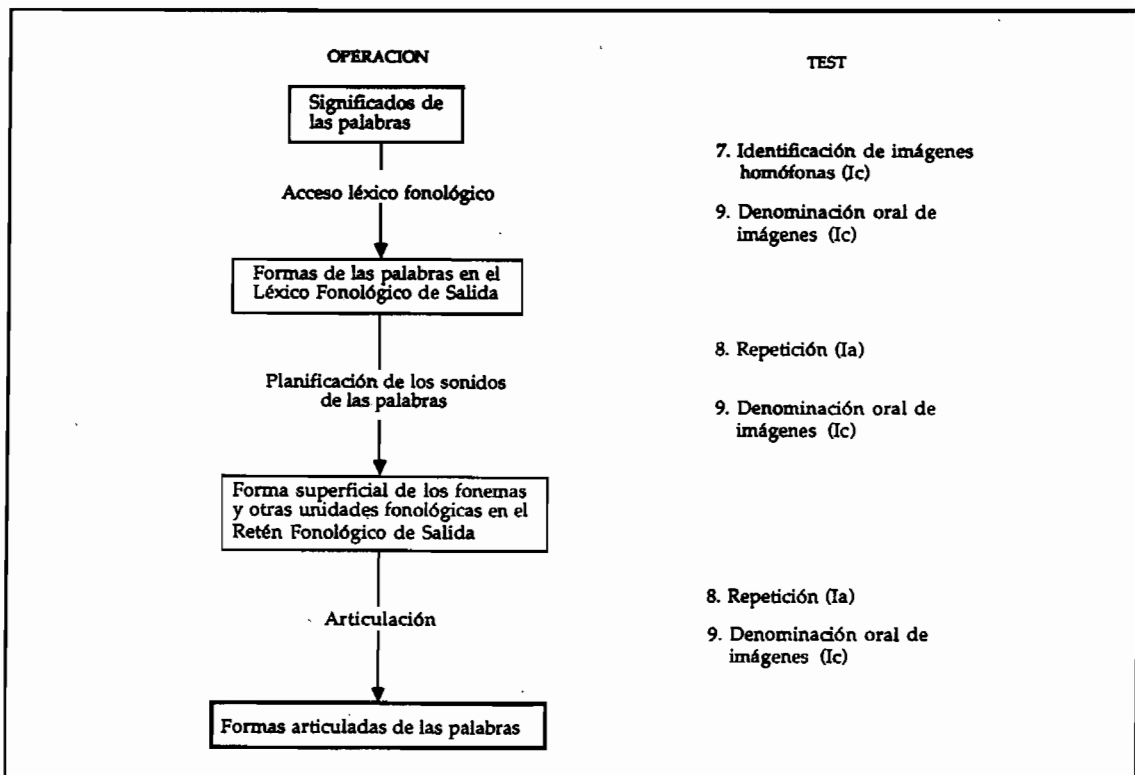 OPERACION
TEST
Significados de
las palabras
7. Identificación de imágenes
homófonas (Ic)
Acceso léxico fonológico
9. Denominación oral de
imágenes (Ic)
Formas de las palabras en el
Léxico Fonológico de Salida
8. Repetición (Ia)
Planificación de los sonidos
de las palabras
9. Denominación oral de
imágenes (Ic)
Forma superficial de los fonemas
y otras unidades fonológicas en el
Retén Fonológico de Salida
8. Repetición (Ia)
Articulación
9. Denominación oral de
imágenes (Ic)
Formas articuladas de las palabras